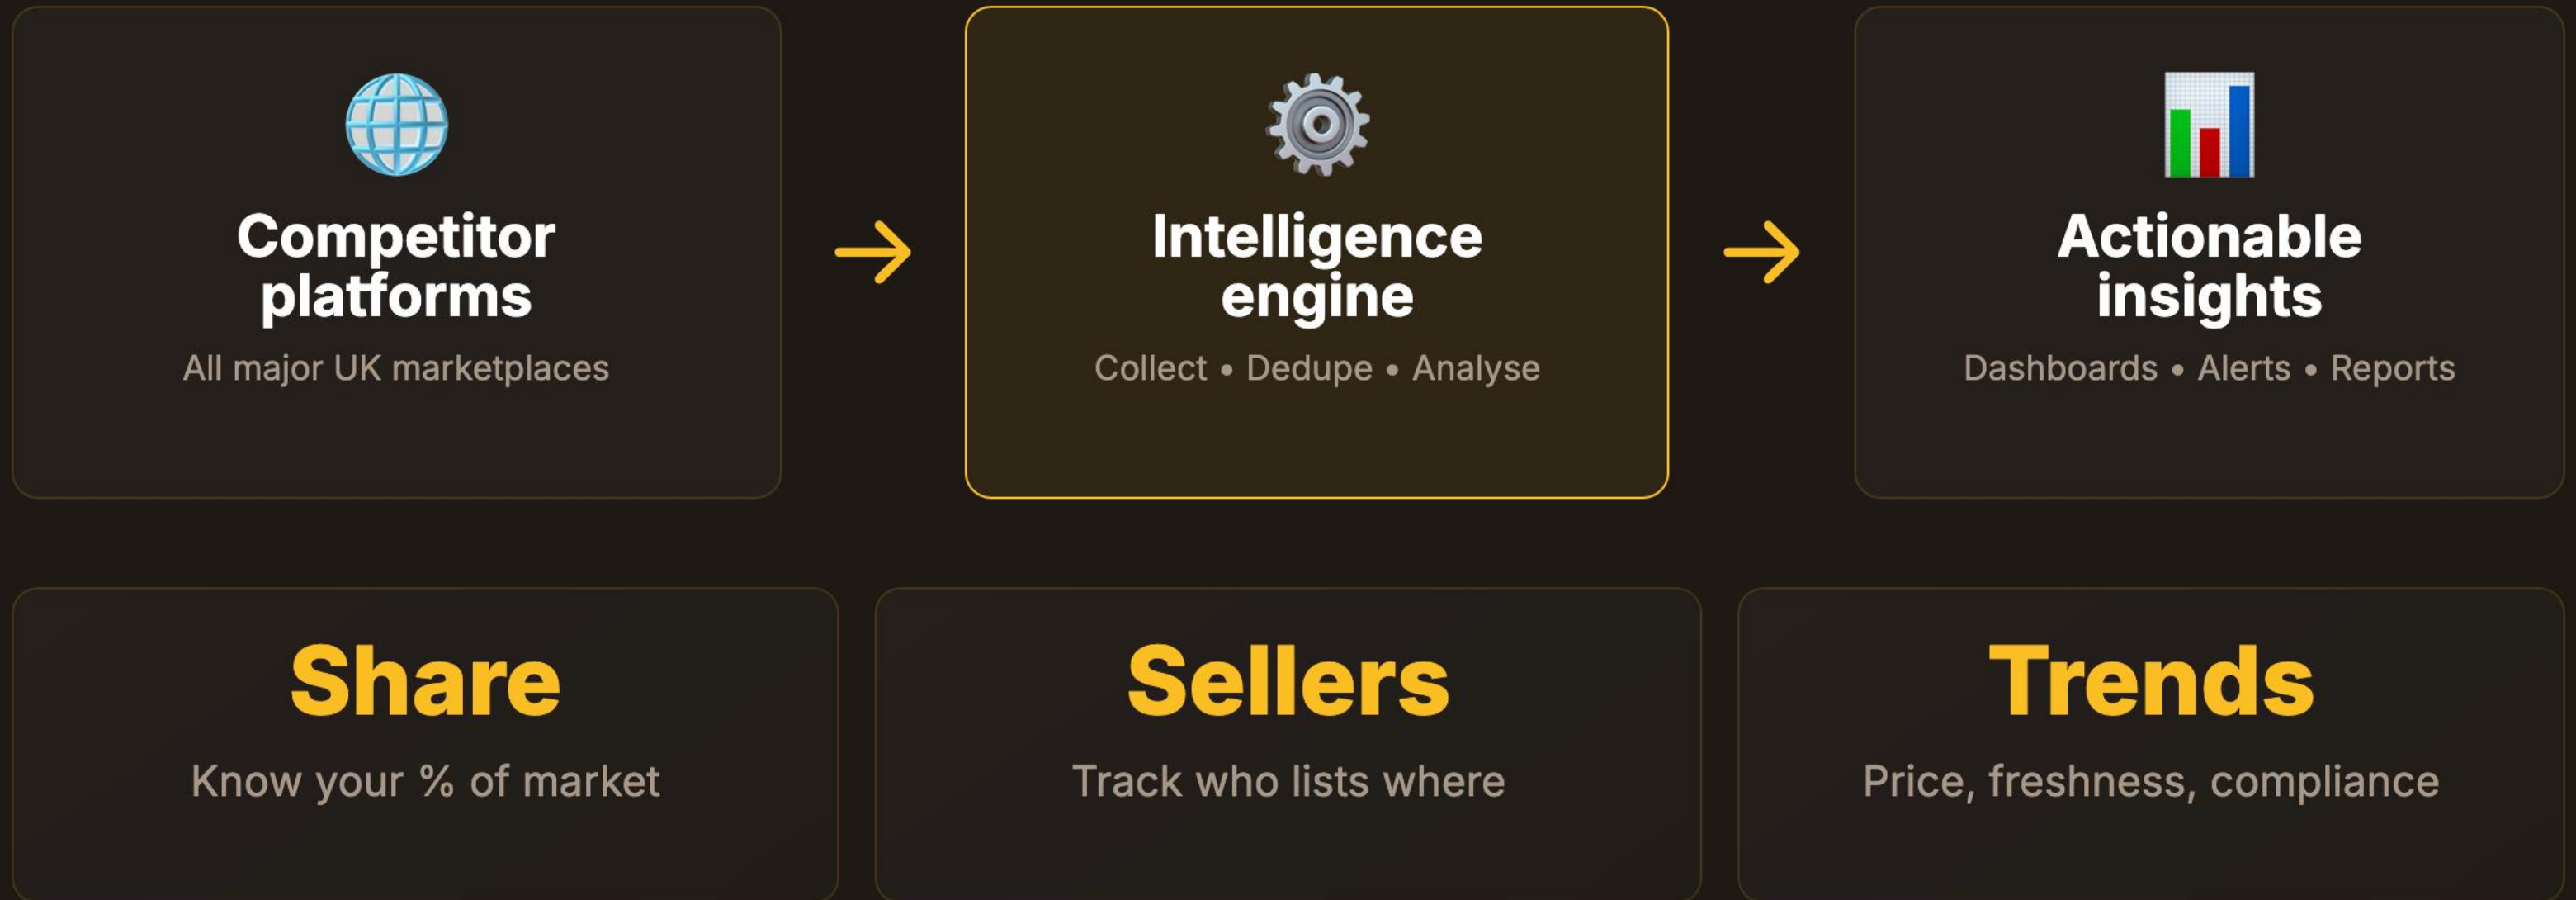 Competitor
platforms
All major UK marketplaces
→
Intelligence
engine
Collect • Dedupe • Analyse
→
Actionable
insights
Dashboards • Alerts • Reports
Share
Know your % of market
Sellers
Track who lists where
Trends
Price, freshness, compliance